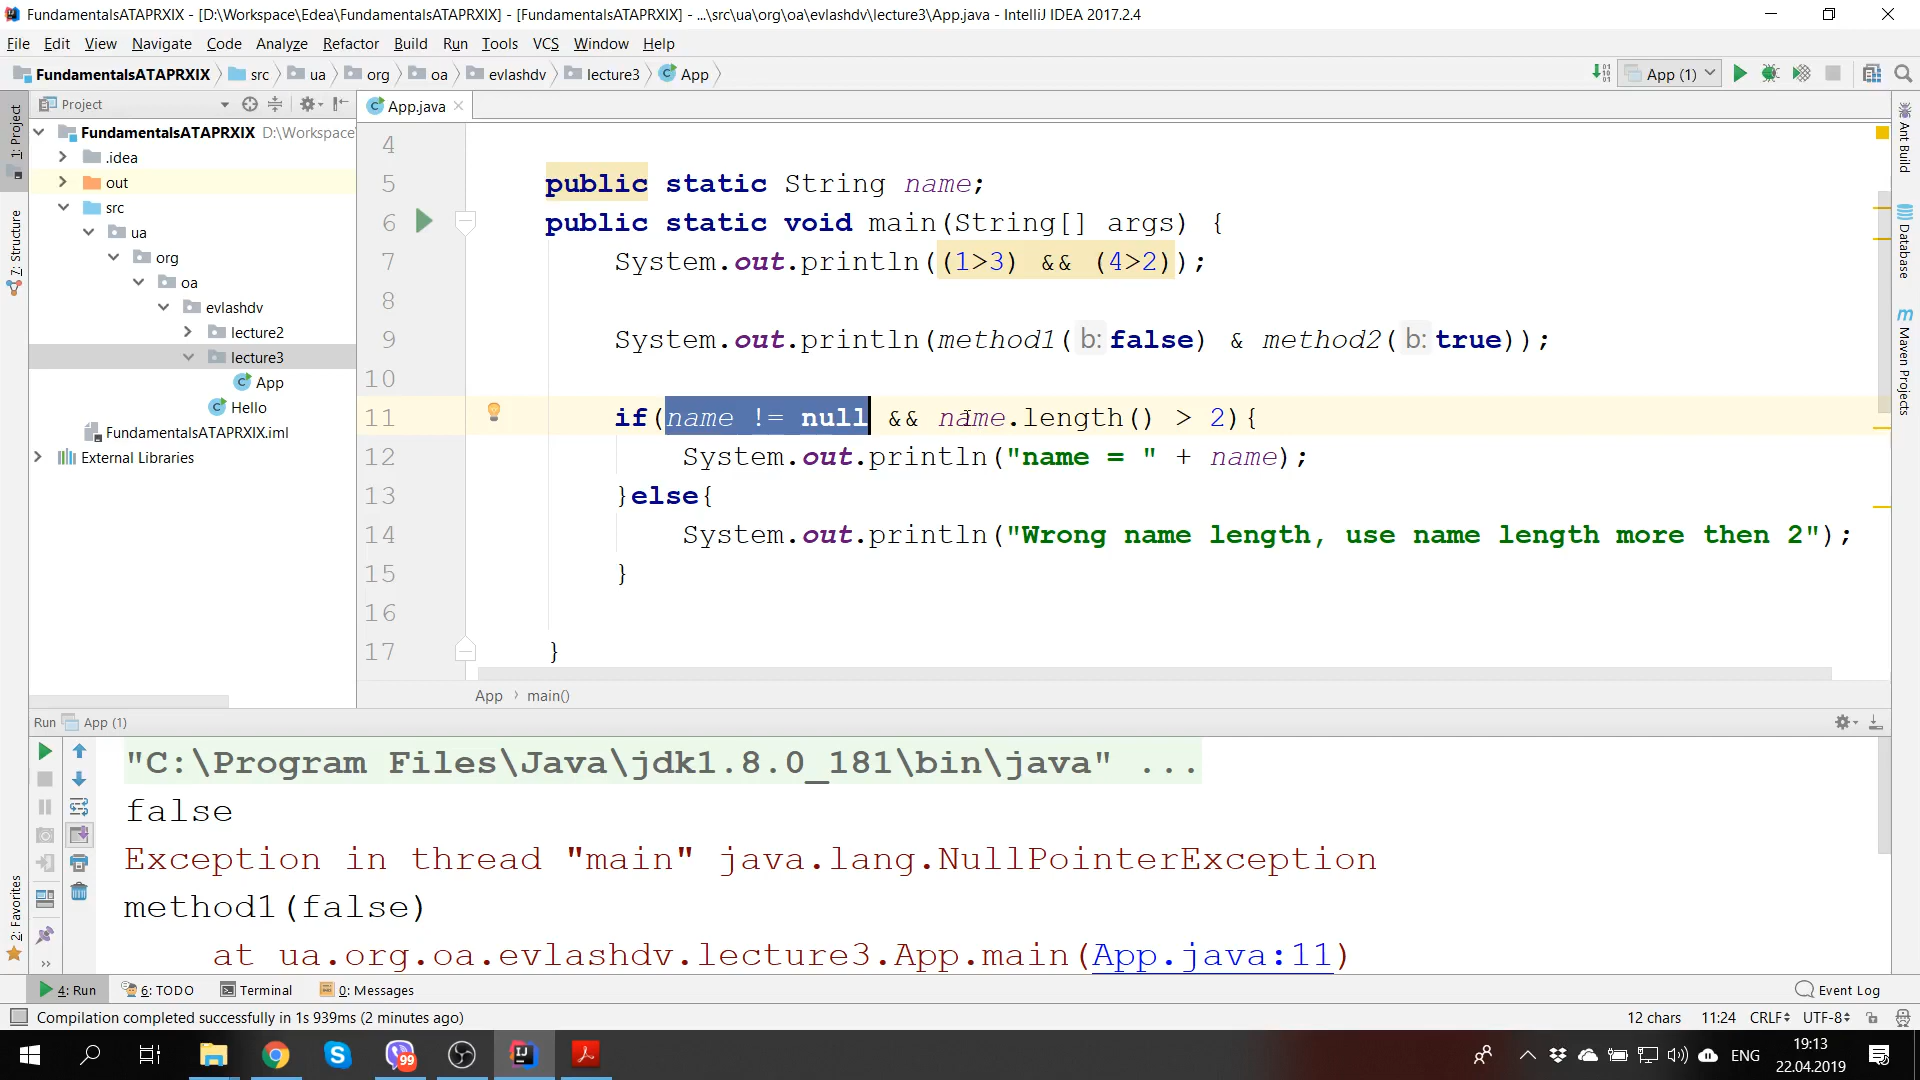 FundamentalsATAPRXIX - [D:\Workspace\Edea\FundamentalsATAPRXIX] - [FundamentalsATAPRXIX] - ...\src\ua\org\oa\evlashdv\lecture3\App.java - IntelliJ IDEA 2017.2.4
File Edit View Navigate Code Analyze Refactor Build Run Tools VCS Window Help
FundamentalsATAPRXIX src ua org oa evlashdv lecture3 App App (1)
Project
App.java
1: Project
7: Structure
2: Favorites
FundamentalsATAPRXIX D:\Workspace
.idea
out
src
ua
org
oa
evlashdv
lecture2
lecture3
App
Hello
FundamentalsATAPRXIX.iml
External Libraries
4
5 public static String name;
6 public static void main(String[] args) {
7 System.out.println((1>3) && (4>2));
8
9 System.out.println(method1( b: false) & method2( b: true));
10
11 if(name != null && name.length() > 2){
12 System.out.println("name = " + name);
13 }else{
14 System.out.println("Wrong name length, use name length more then 2");
15 }
16
17 }
App main()
Ant Build
Database
Maven Projects
Run App (1)
"C:\Program Files\Java\jdk1.8.0_181\bin\java" ...
false
Exception in thread "main" java.lang.NullPointerException
method1(false)
at ua.org.oa.evlashdv.lecture3.App.main(App.java:11)
4: Run 6: TODO Terminal 0: Messages Event Log
Compilation completed successfully in 1s 939ms (2 minutes ago) 12 chars 11:24 CRLF UTF-8
99 ENG 19:13
22.04.2019